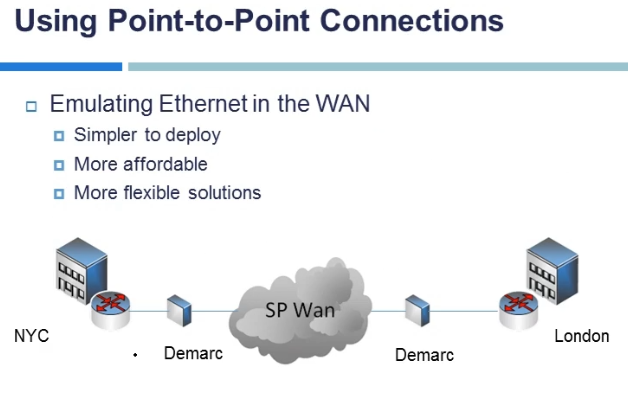 Using Point-to-Point Connections
Emulating Ethernet in the WAN
Simpler to deploy
More affordable
More flexible solutions
SP Wan
NYC
London
Demarc
Demarc